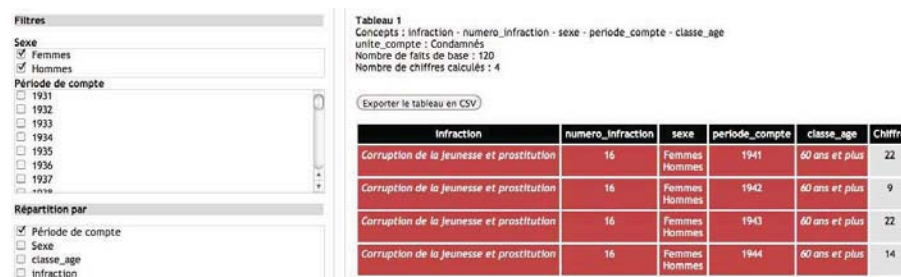 Filtres
Sexe
Femmes
Hommes
Période de compte
1931
1932
1933
1934
1935
1936
1937
1938
Répartition par
Période de compte
Sexe
classe_age
infraction
Tableau 1
Concepts : infraction - numero_infraction - sexe - periode_compte - classe_age
unite_compte : Condamnés
Nombre de faits de base : 120
Nombre de chiffres calculés : 4
Exporter le tableau en CSV
infraction numero_infraction sexe periode_compte classe_age Chiffre
Corruption de la jeunesse et prostitution 16 Femmes 1941 60 ans et plus 22
Hommes
Corruption de la jeunesse et prostitution 16 Femmes 1942 60 ans et plus 9
Hommes
Corruption de la jeunesse et prostitution 16 Femmes 1943 60 ans et plus 22
Hommes
Corruption de la jeunesse et prostitution 16 Femmes 1944 60 ans et plus 14
Hommes